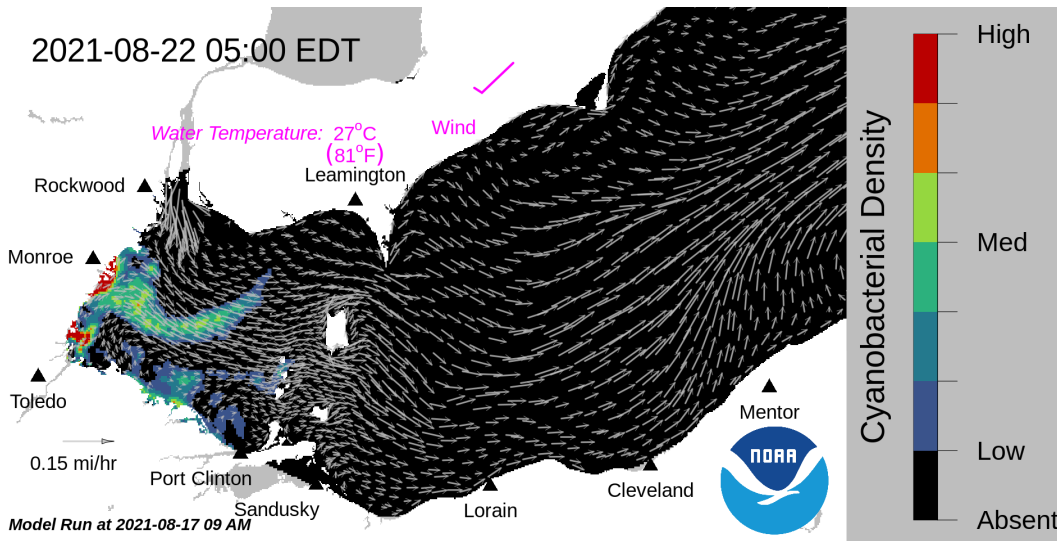 2021-08-22 05:00 EDT
Water Temperature: 27°C
(81°F)
Wind
Leamington
Rockwood
Monroe
Toledo
0.15 mi/hr
Port Clinton
Sandusky
Lorain
Cleveland
Mentor
NOAA
Model Run at 2021-08-17 09 AM
Cyanobacterial Density
High
Med
Low
Absent